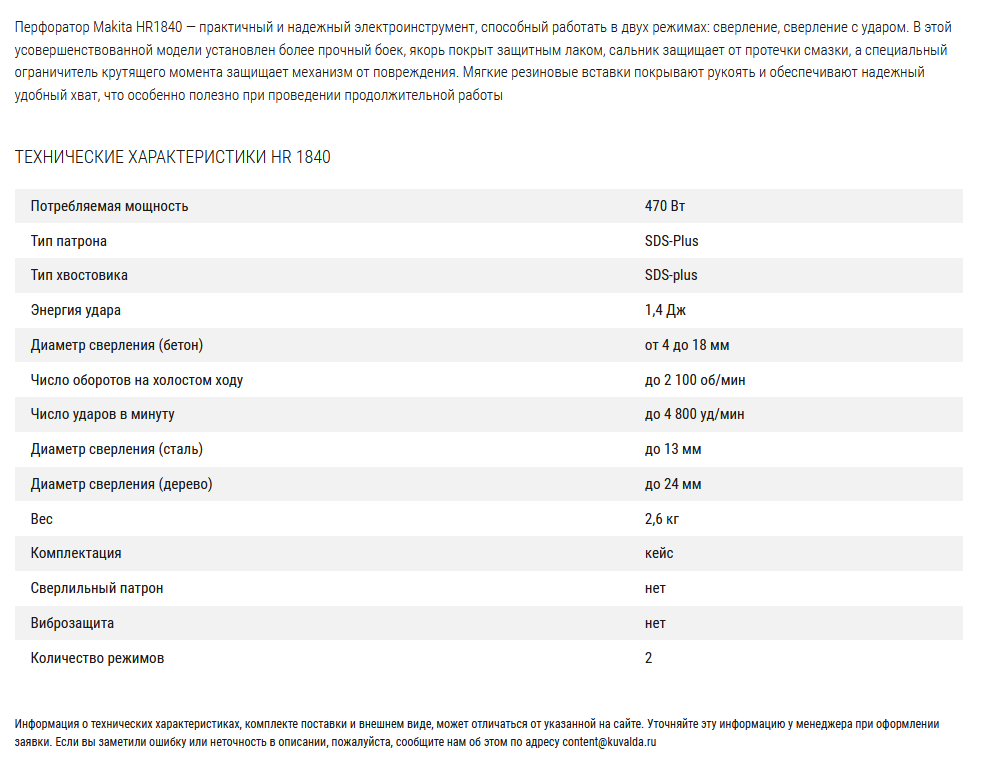 Перфоратор Makita HR1840 — практичный и надежный электроинструмент, способный работать в двух режимах: сверление, сверление с ударом. В этой
усовершенствованной модели установлен более прочный боек, якорь покрыт защитным лаком, сальник защищает от протечки смазки, а специальный
ограничитель крутящего момента защищает механизм от повреждения. Мягкие резиновые вставки покрывают рукоять и обеспечивают надежный
удобный хват, что особенно полезно при проведении продолжительной работы
ТЕХНИЧЕСКИЕ ХАРАКТЕРИСТИКИ HR 1840
Потребляемая мощность 470 Вт
Тип патрона SDS-Plus
Тип хвостовика SDS-plus
Энергия удара 1,4 Дж
Диаметр сверления (бетон) от 4 до 18 мм
Число оборотов на холостом ходу до 2 100 об/мин
Число ударов в минуту до 4 800 уд/мин
Диаметр сверления (сталь) до 13 мм
Диаметр сверления (дерево) до 24 мм
Вес 2,6 кг
Комплектация кейс
Сверлильный патрон нет
Виброзащита нет
Количество режимов 2
Информация о технических характеристиках, комплекте поставки и внешнем виде, может отличаться от указанной на сайте. Уточняйте эту информацию у менеджера при оформлении
заявки. Если вы заметили ошибку или неточность в описании, пожалуйста, сообщите нам об этом по адресу content@kuvalda.ru